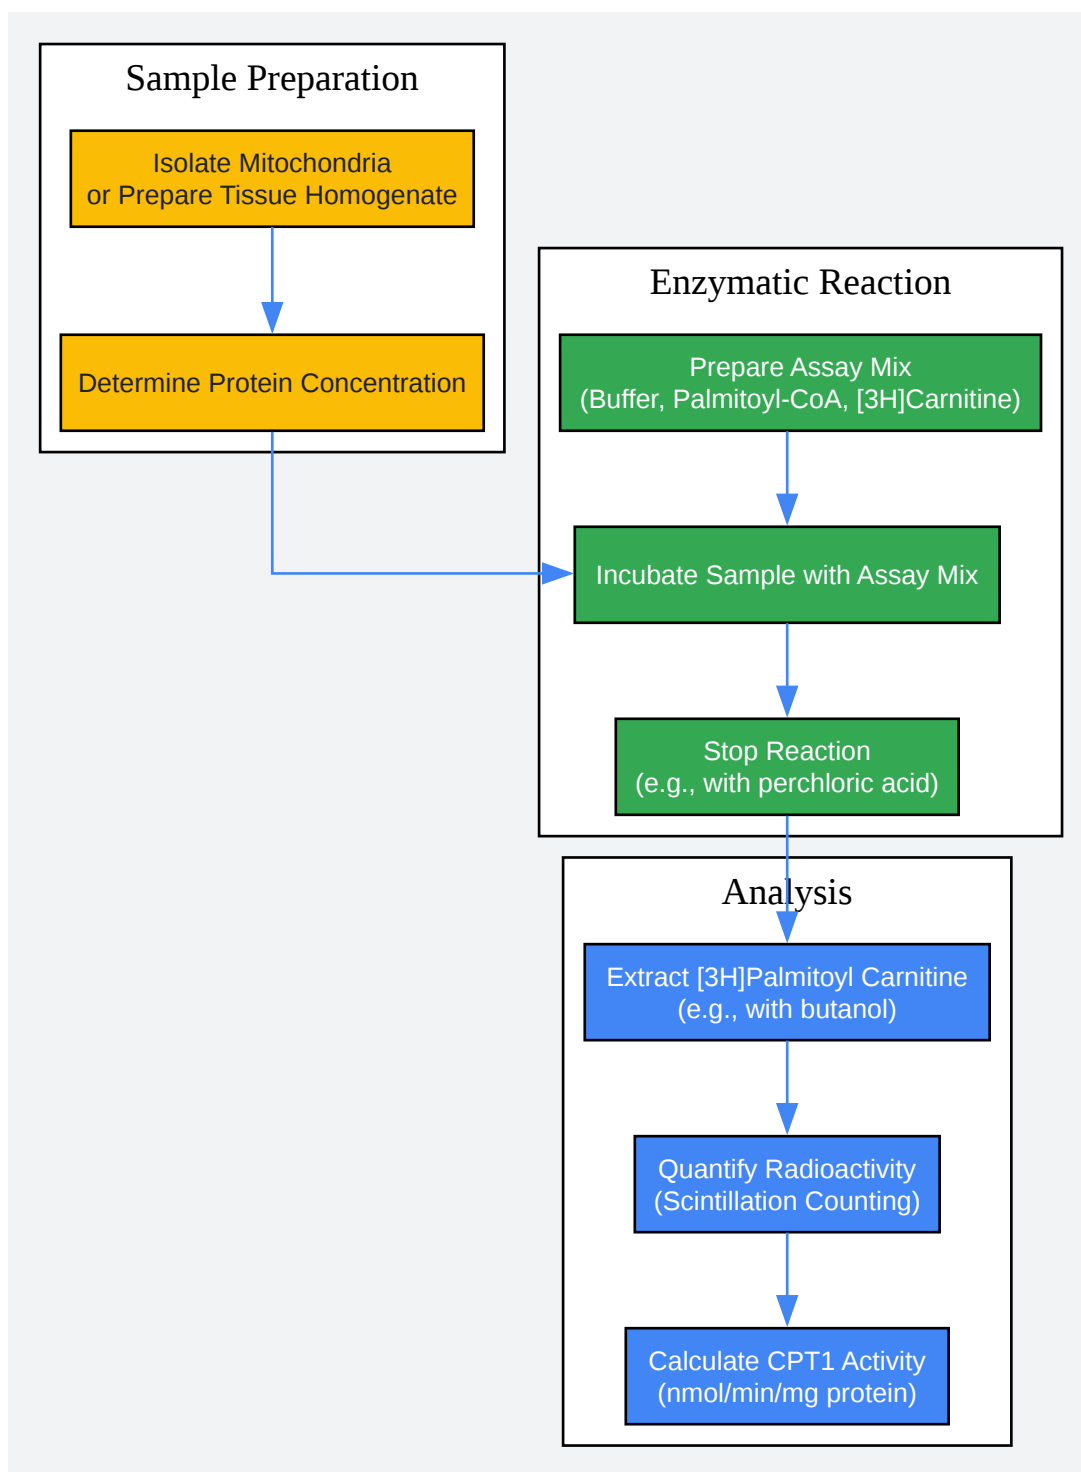 Sample Preparation
Isolate Mitochondria
or Prepare Tissue Homogenate
Determine Protein Concentration
Enzymatic Reaction
Prepare Assay Mix
(Buffer, Palmitoyl-CoA, [3H]Carnitine)
Incubate Sample with Assay Mix
Stop Reaction
(e.g., with perchloric acid)
Analysis
Extract [3H]Palmitoyl Carnitine
(e.g., with butanol)
Quantify Radioactivity
(Scintillation Counting)
Calculate CPT1 Activity
(nmol/min/mg protein)